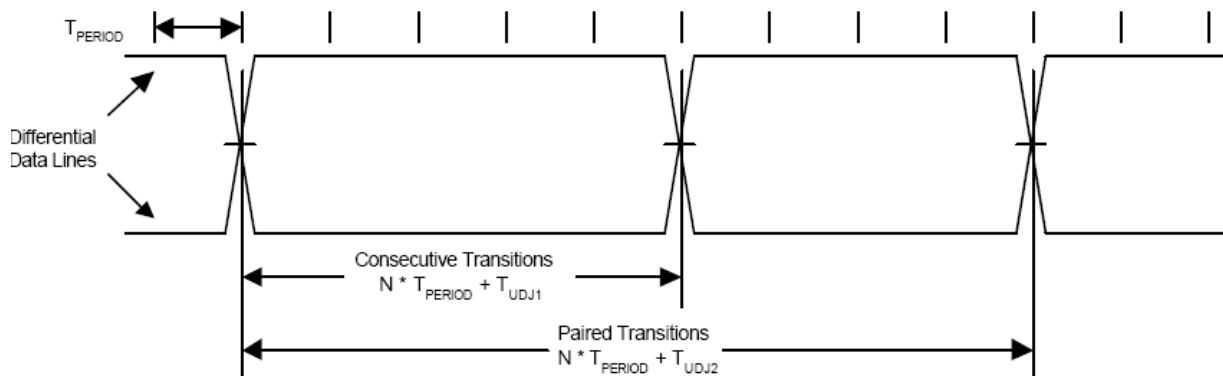 TPERIOD
Differential
Data Lines
Consecutive Transitions
N * TPERIOD + TUDJ1
Paired Transitions
N * TPERIOD + TUDJ2